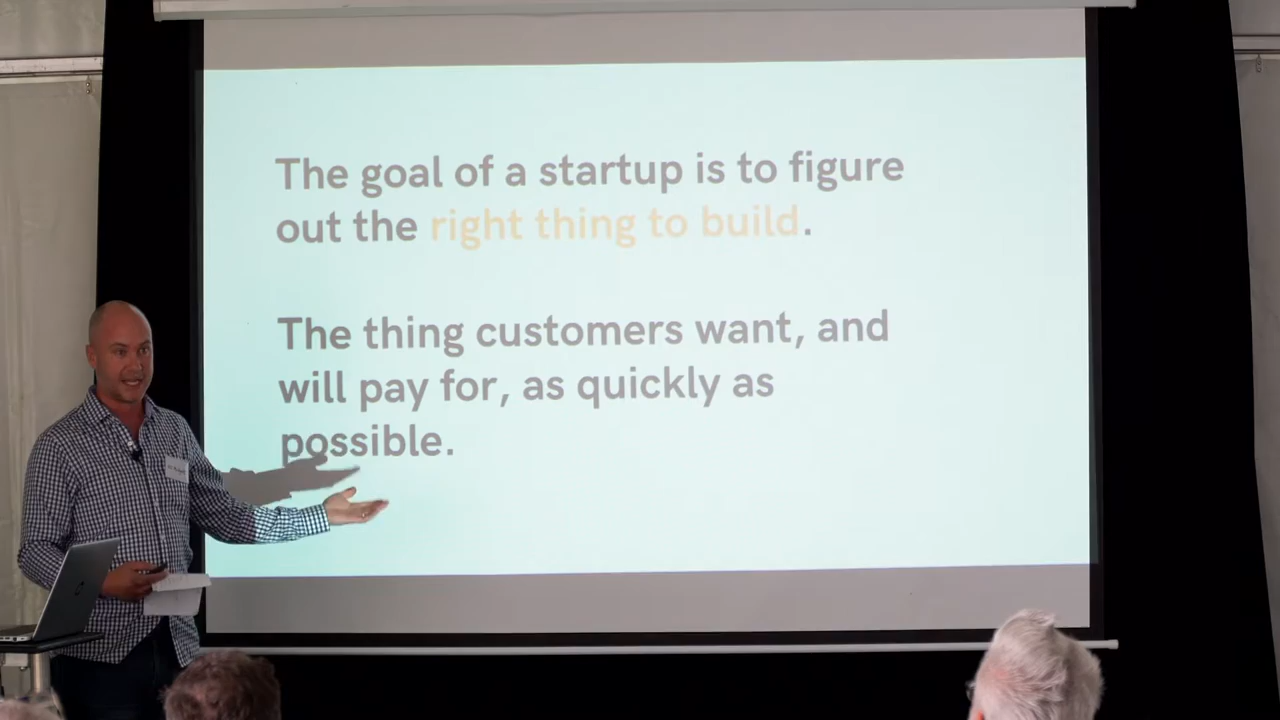 The goal of a startup is to figure
out the right thing to build.
The thing customers want, and
will pay for, as quickly as
possible.